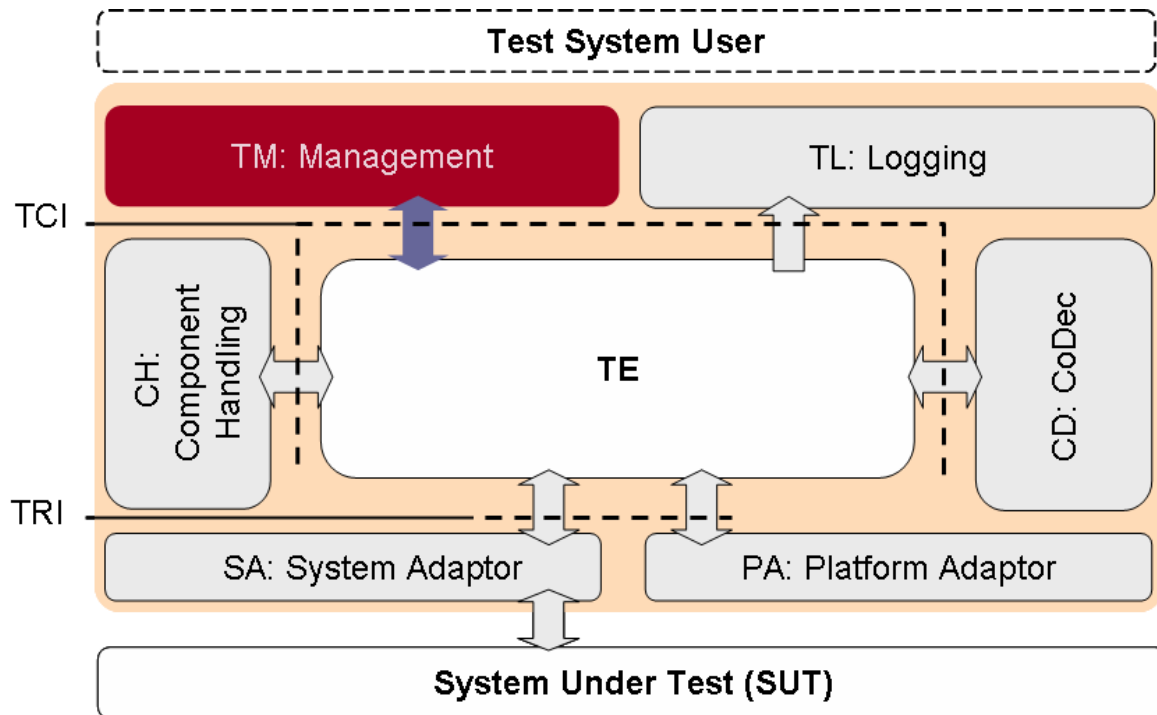 Test System User
TM: Management
TL: Logging
TCI
CH:
Component
Handling
TE
CD: CoDec
TRI
SA: System Adaptor
PA: Platform Adaptor
System Under Test (SUT)